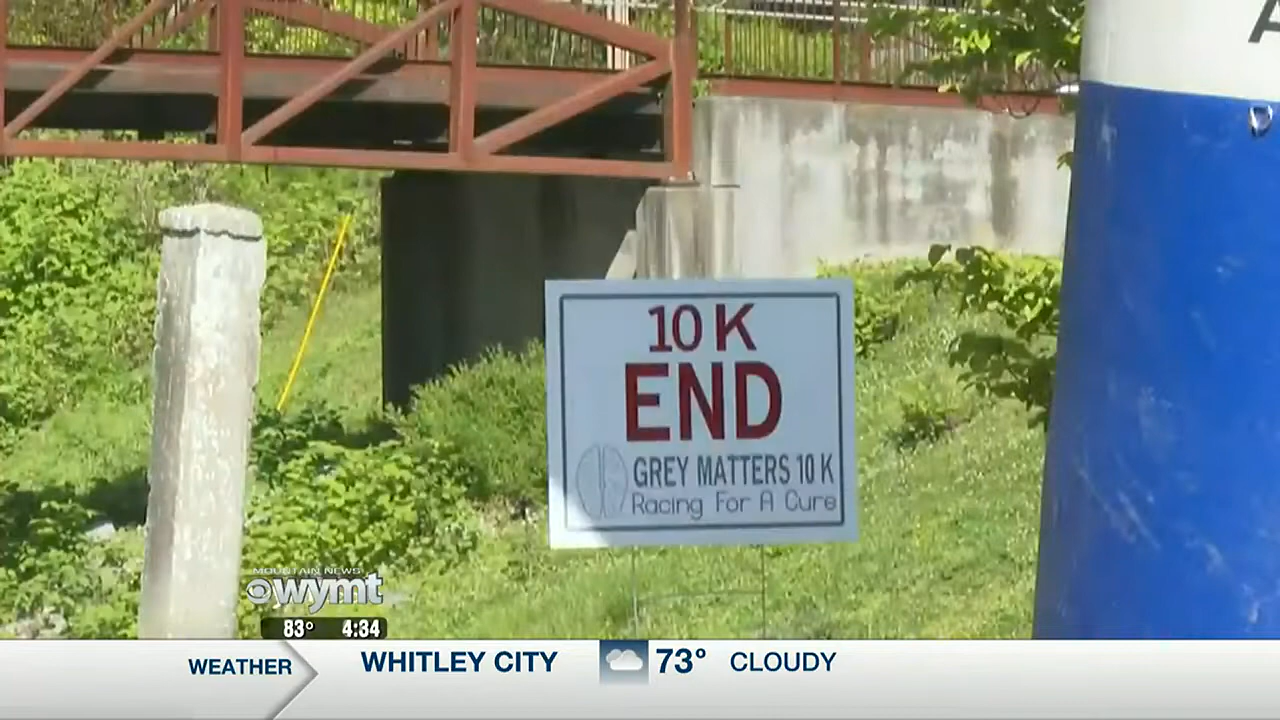 A
10 K
END
GREY MATTERS 10 K
Racing For A Cure
MOUNTAIN NEWS
wymt
83° 4:34
WEATHER WHITLEY CITY 73° CLOUDY